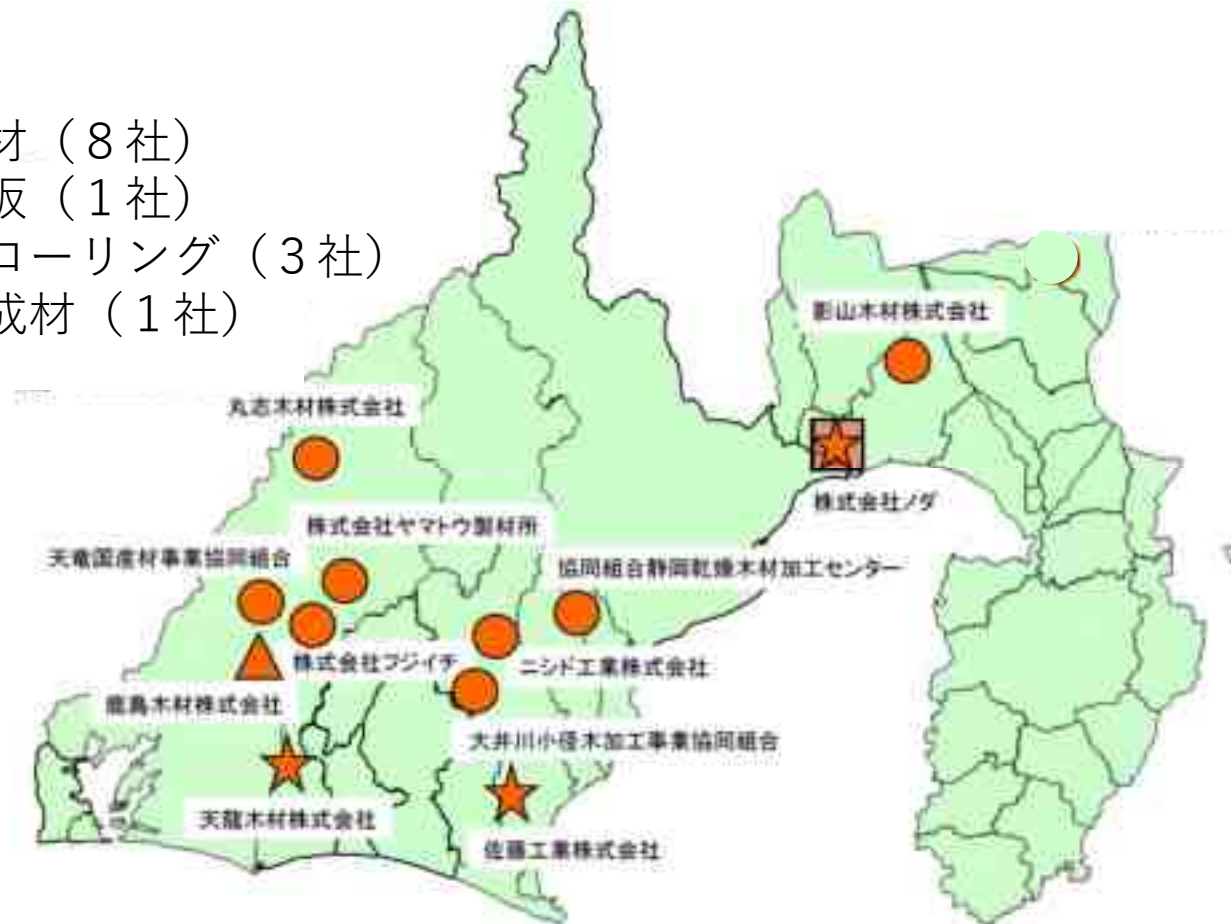 材（８社）
板（１社）
ローリング（３社）
成材（１社）
影山木材株式会社
丸志木材株式会社
株式会社ノダ
株式会社ヤマトウ製材所
天竜国産材事業協同組合
協同組合静岡乾燥木材加工センター
株式会社フジイチ
ニシド工業株式会社
鹿島木材株式会社
大井川小径木加工事業協同組合
天龍木材株式会社
佐藤工業株式会社